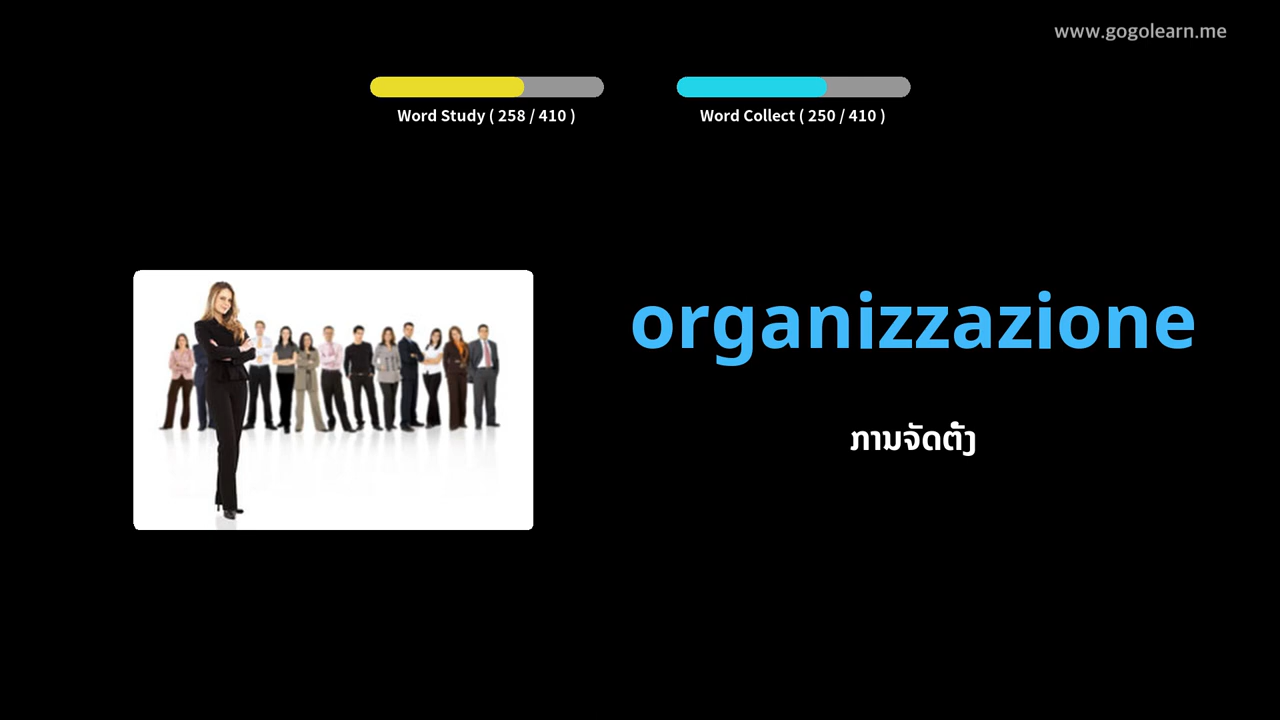 www.gogolearn.me
Word Study ( 258 / 410 )
Word Collect ( 250 / 410 )
organizzazione
ການຈັດຕັ້ງ